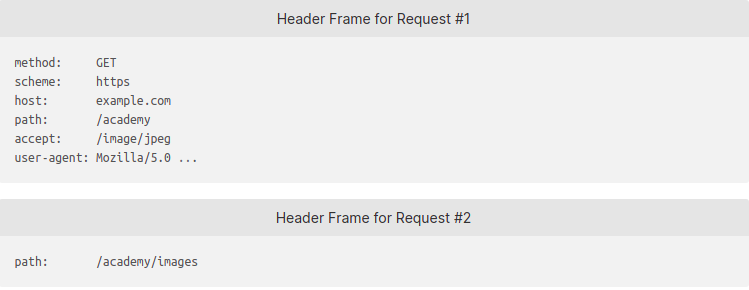 Header Frame for Request #1
method: GET
scheme: https
host: example.com
path: /academy
accept: /image/jpeg
user-agent: Mozilla/5.0 ...
Header Frame for Request #2
path: /academy/images